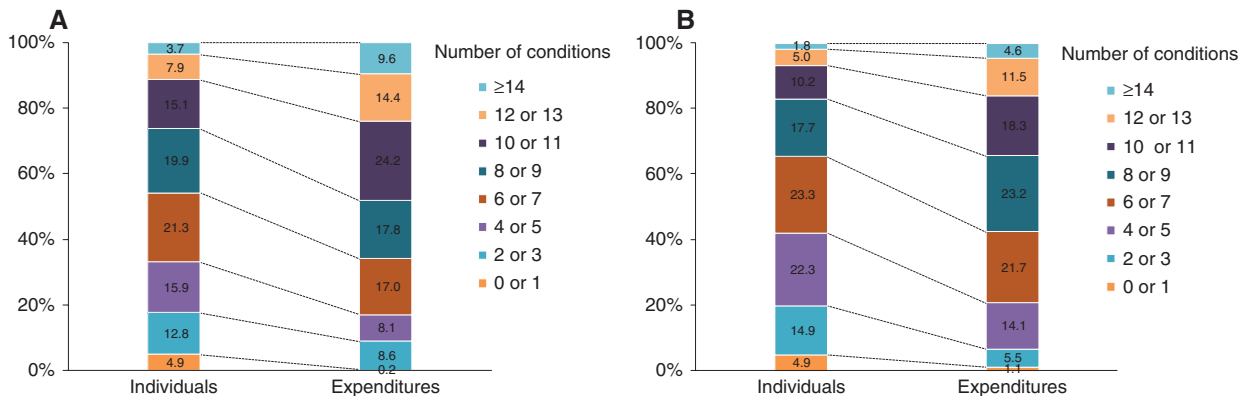 A
100%
80%
60%
40%
20%
0%
3.7
7.9
15.1
19.9
21.3
15.9
12.8
4.9
9.6
14.4
24.2
17.8
17.0
8.1
8.6
0.2
Individuals
Expenditures
Number of conditions
≥14
12 or 13
10 or 11
8 or 9
6 or 7
4 or 5
2 or 3
0 or 1
B
100%
80%
60%
40%
20%
0%
1.8
5.0
10.2
17.7
23.3
22.3
14.9
4.9
4.6
11.5
18.3
23.2
21.7
14.1
5.5
1.1
Individuals
Expenditures
Number of conditions
≥14
12 or 13
10 or 11
8 or 9
6 or 7
4 or 5
2 or 3
0 or 1